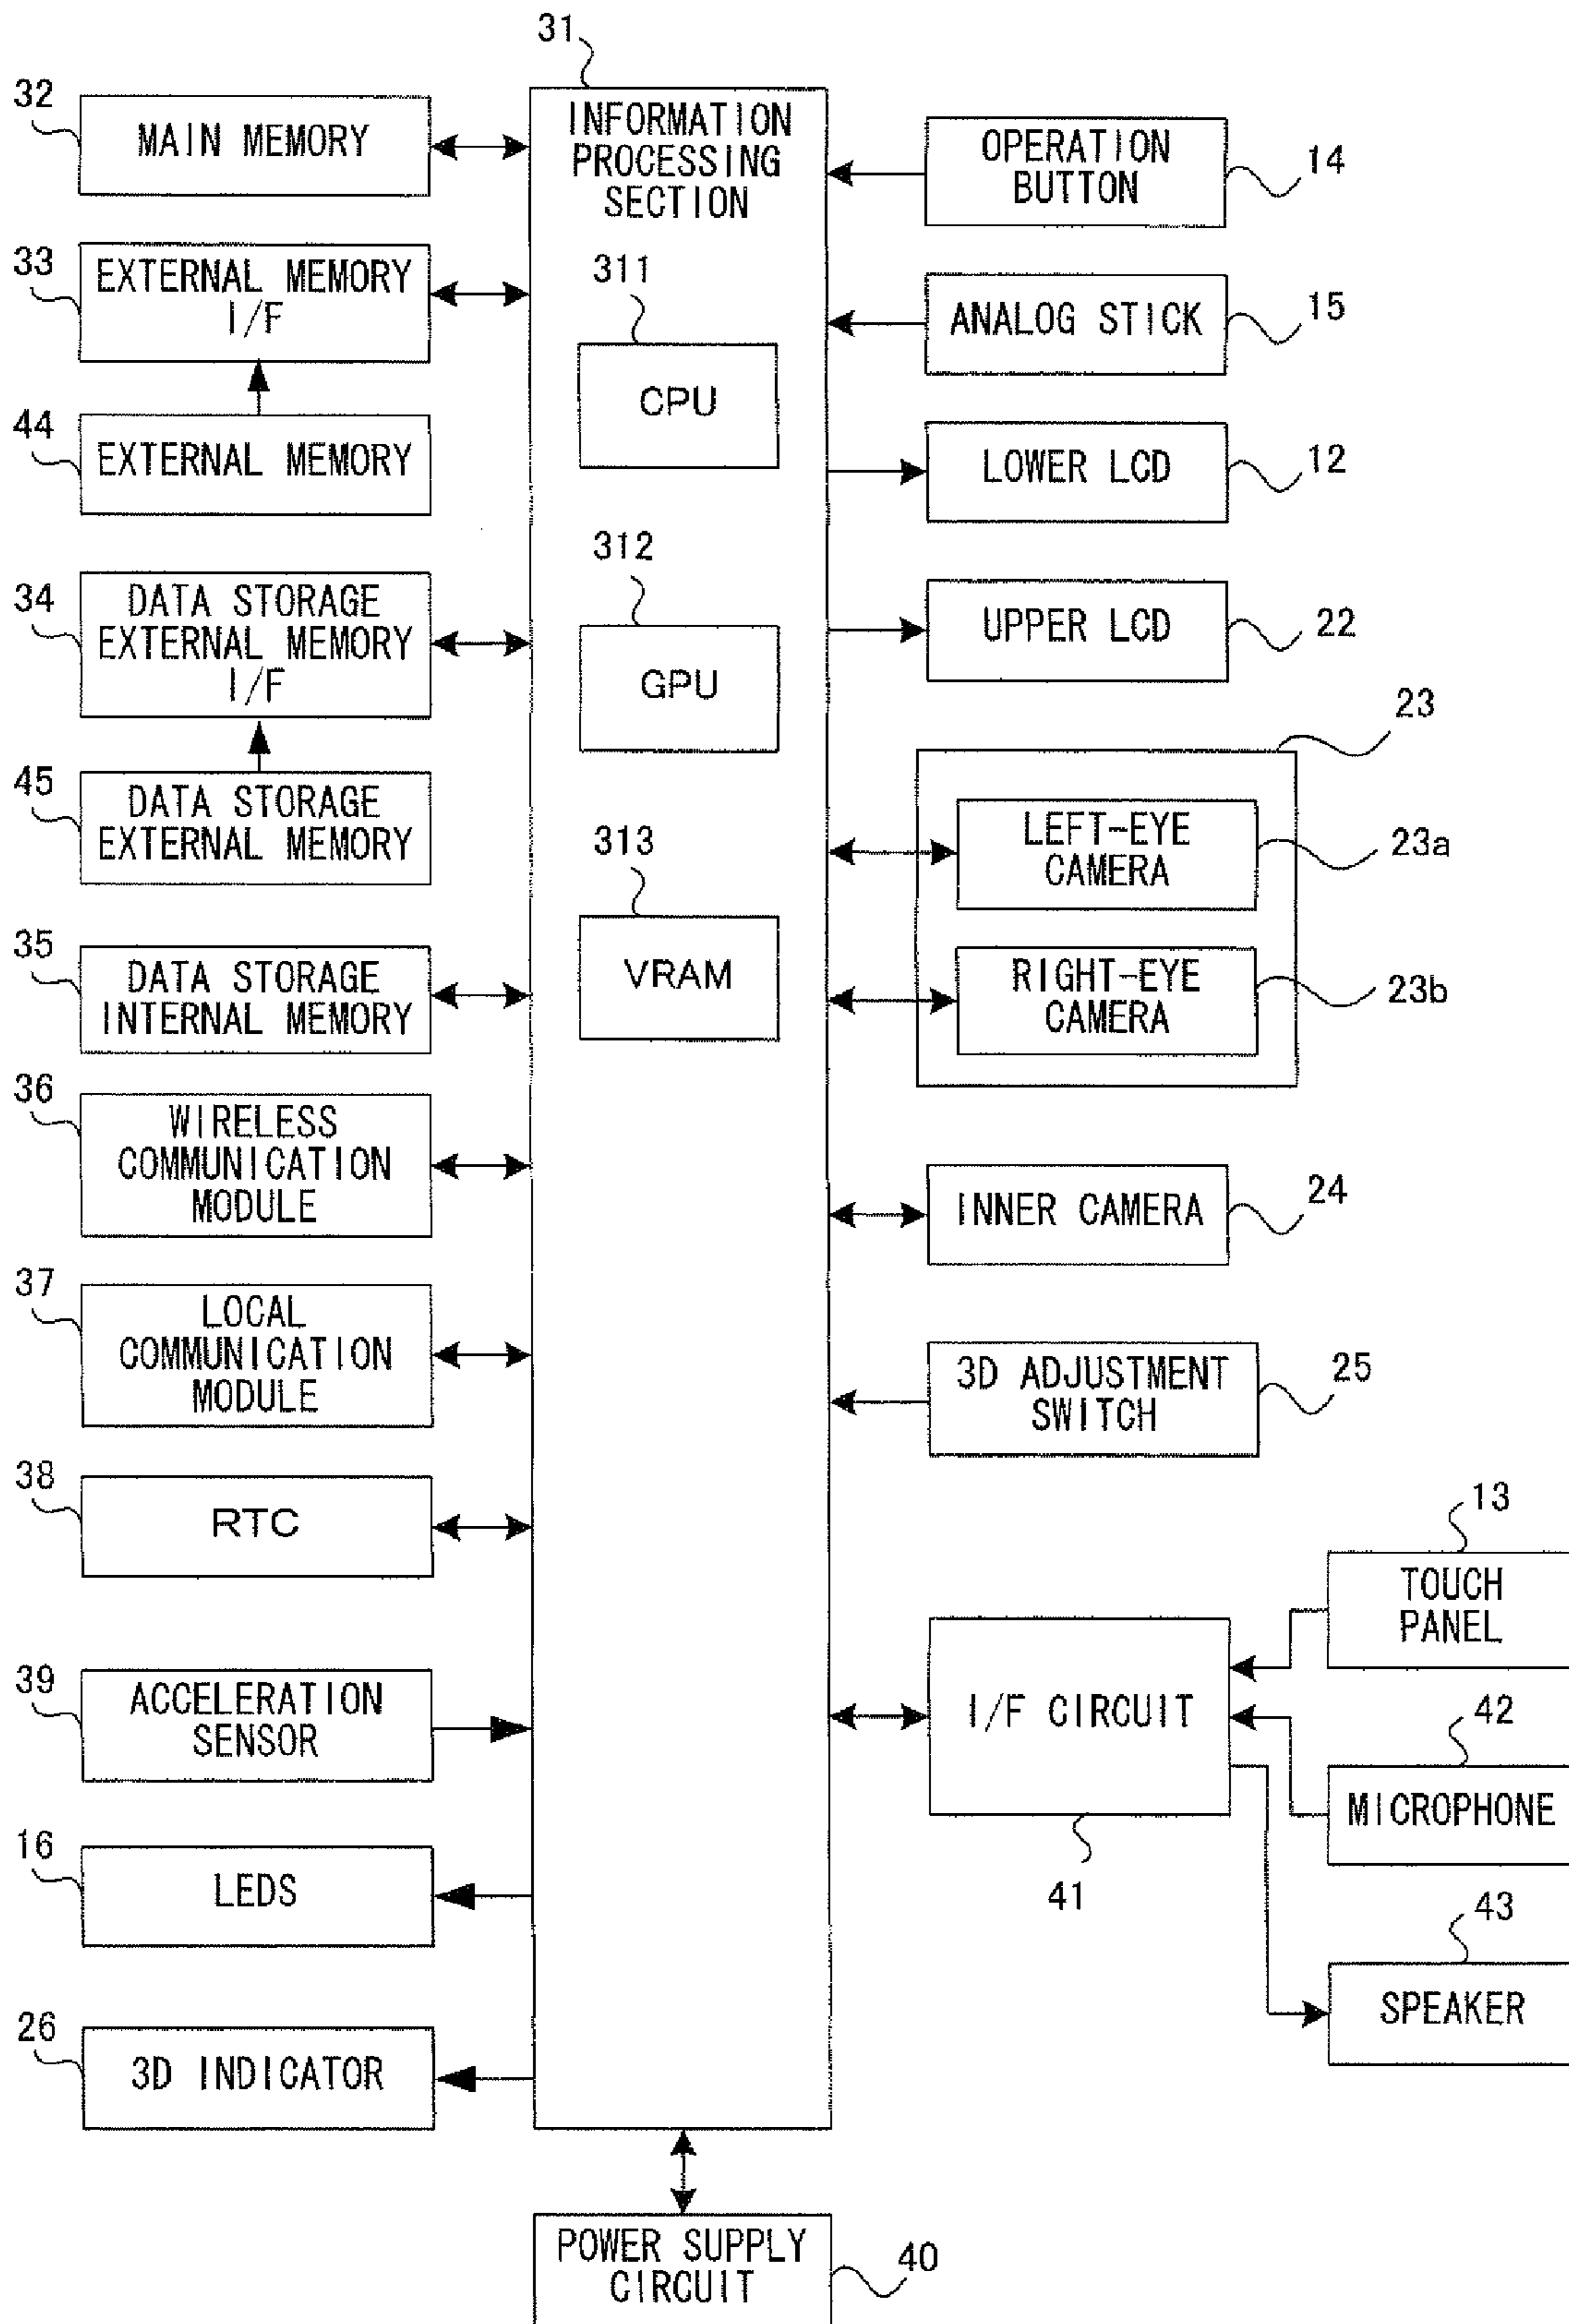 31
32
MAIN MEMORY
INFORMATION
PROCESSING
SECTION
OPERATION
BUTTON
14
33
EXTERNAL MEMORY
I/F
311
CPU
ANALOG STICK
15
44
EXTERNAL MEMORY
LOWER LCD
12
34
DATA STORAGE
EXTERNAL MEMORY
I/F
312
GPU
UPPER LCD
22
23
45
DATA STORAGE
EXTERNAL MEMORY
313
VRAM
LEFT-EYE
CAMERA
23a
35
DATA STORAGE
INTERNAL MEMORY
RIGHT-EYE
CAMERA
23b
36
WIRELESS
COMMUNICATION
MODULE
INNER CAMERA
24
37
LOCAL
COMMUNICATION
MODULE
3D ADJUSTMENT
SWITCH
25
38
RTC
13
TOUCH
PANEL
39
ACCELERATION
SENSOR
I/F CIRCUIT
41
42
MICROPHONE
16
LEDS
43
SPEAKER
26
3D INDICATOR
POWER SUPPLY
CIRCUIT
40